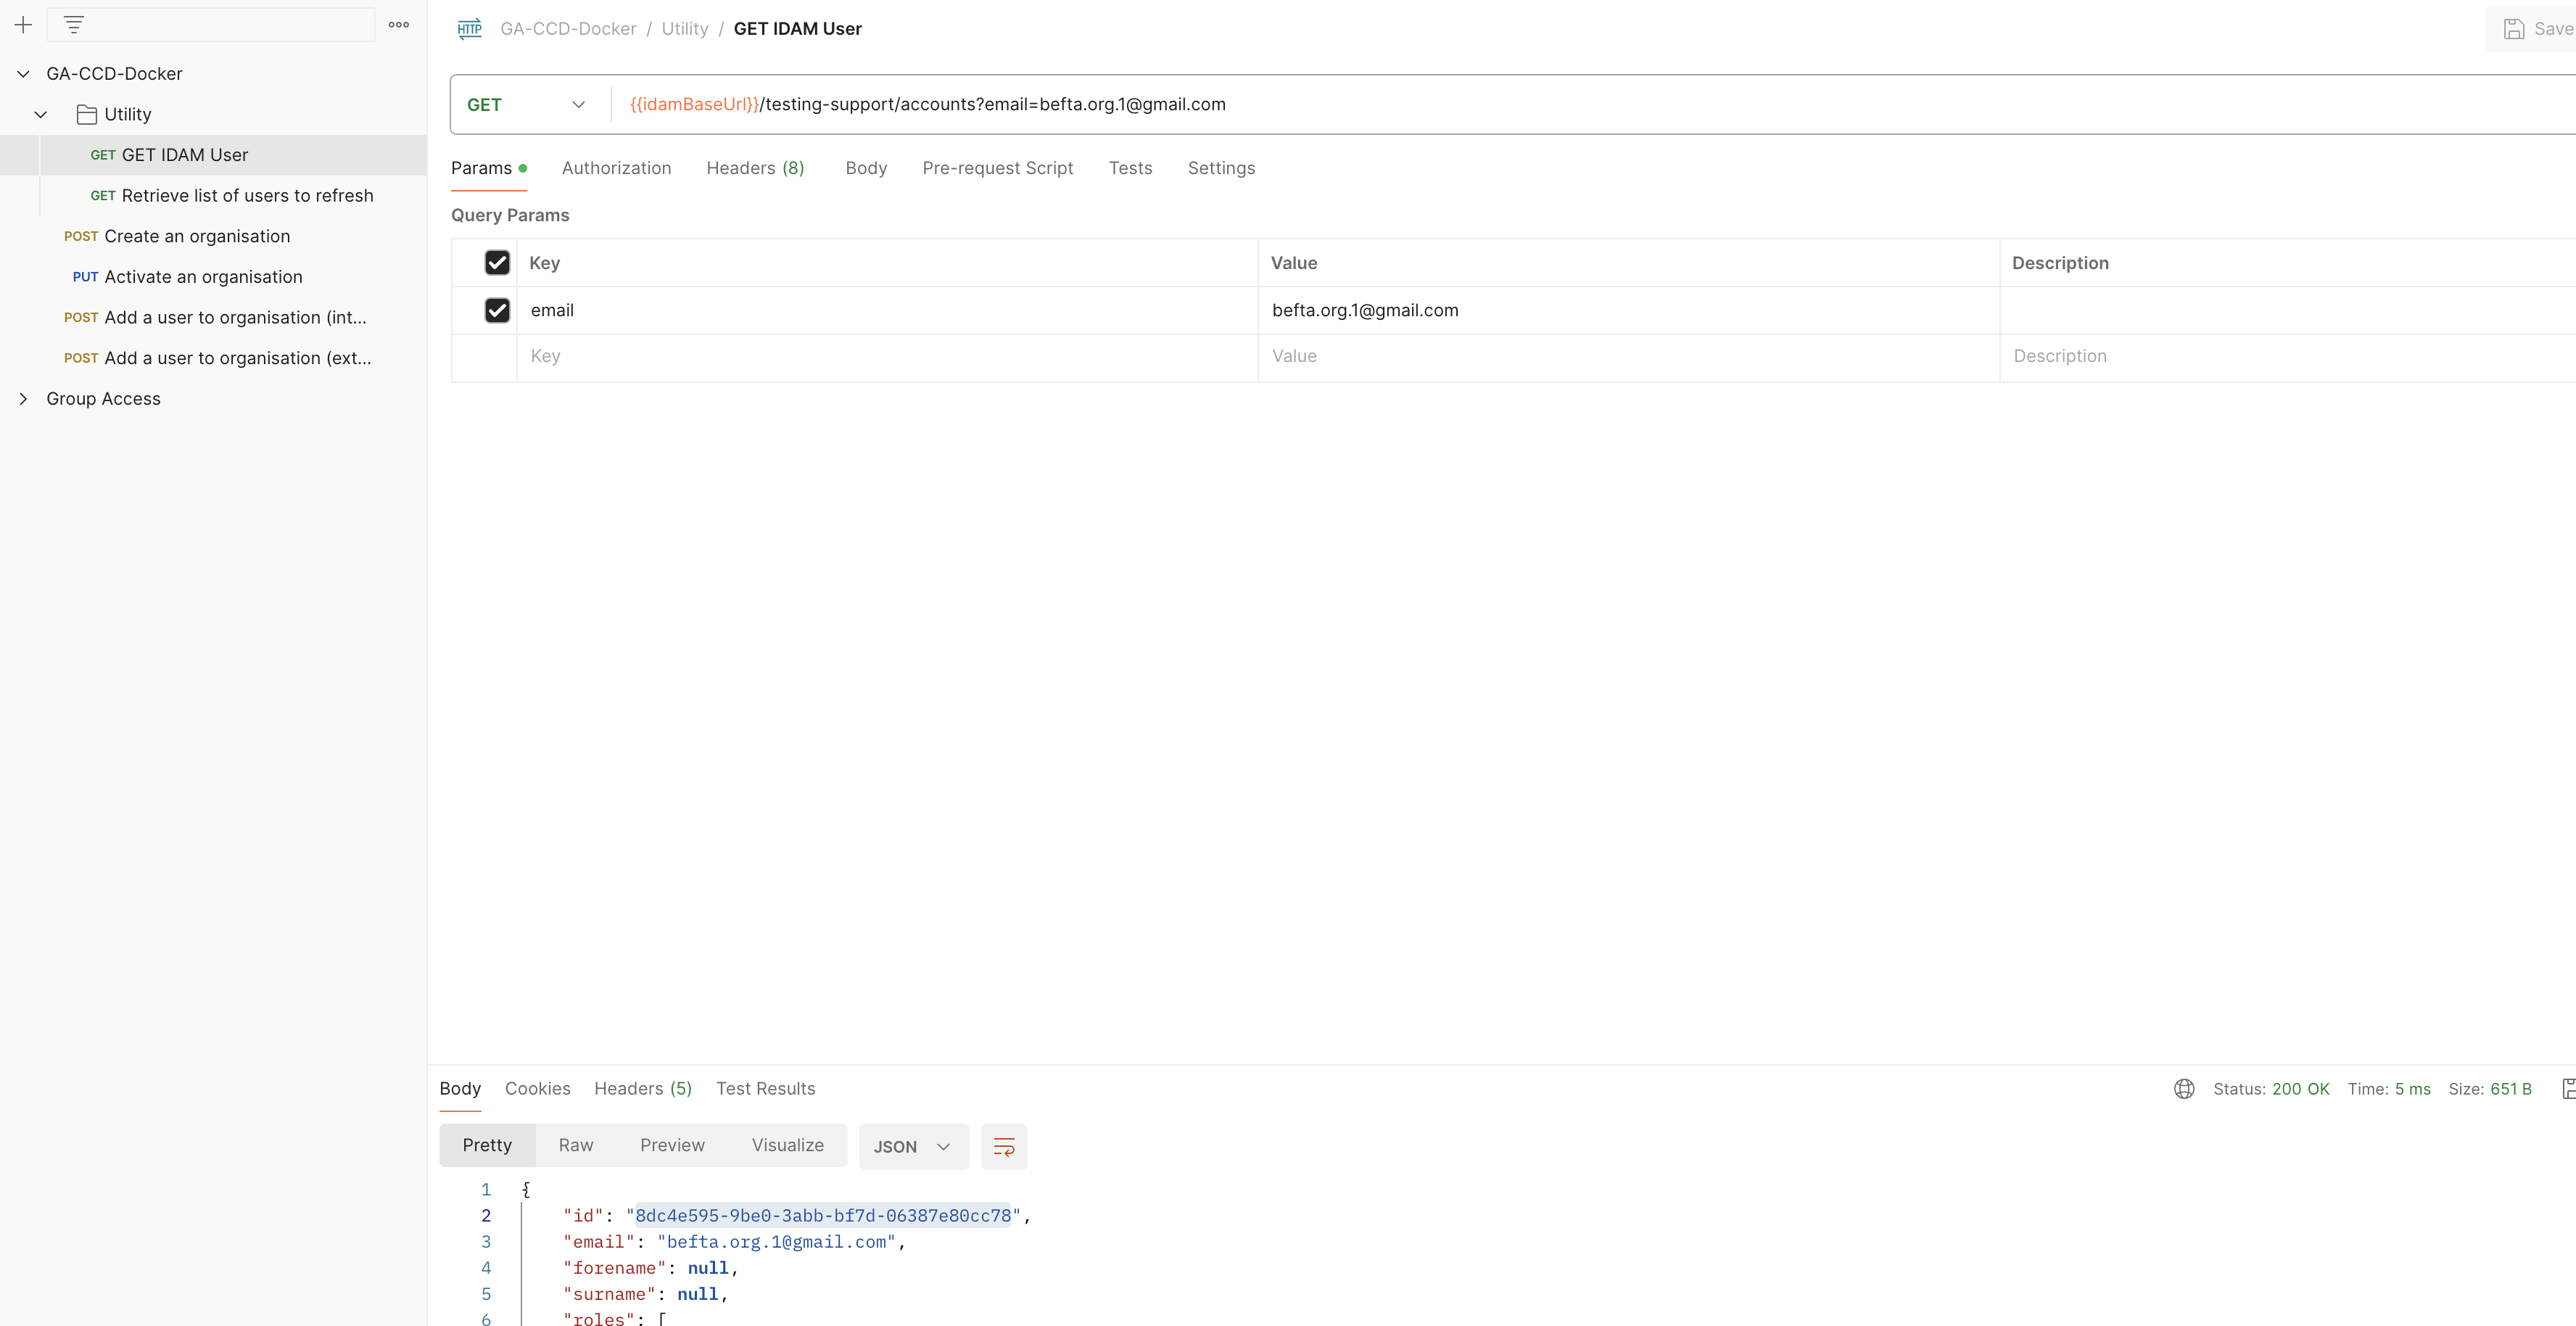 GA-CCD-Docker
Utility
GET GET IDAM User
GET Retrieve list of users to refresh
POST Create an organisation
PUT Activate an organisation
POST Add a user to organisation (int...
POST Add a user to organisation (ext...
Group Access
HTTP GA-CCD-Docker / Utility / GET IDAM User
Save
GET {{idamBaseUrl}}/testing-support/accounts?email=befta.org.1@gmail.com
Params Authorization Headers (8) Body Pre-request Script Tests Settings
Query Params
Key Value Description
email befta.org.1@gmail.com
Key Value Description
Body Cookies Headers (5) Test Results
Status: 200 OK Time: 5 ms Size: 651 B
Pretty Raw Preview Visualize JSON
1 {
2 "id": "8dc4e595-9be0-3abb-bf7d-06387e80cc78",
3 "email": "befta.org.1@gmail.com",
4 "forename": null,
5 "surname": null,
6 "roles": [